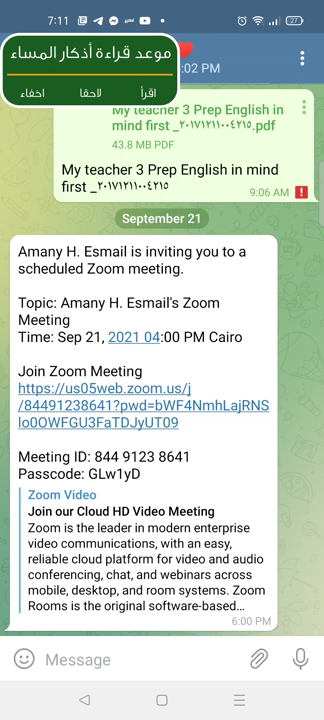 7:11
27
موعد قراءة أذكار المساء
اقرأ
لاحقا
اخفاء
:02 PM
My teacher 3 Prep English in
mind first _٢٠١٧١٢١١٠٠٤٢١٥.pdf
43.8 MB PDF
My teacher 3 Prep English in mind
first _٢٠١٧١٢١١٠٠٤٢١٥
9:06 AM
September 21
Amany H. Esmail is inviting you to a
scheduled Zoom meeting.
Topic: Amany H. Esmail's Zoom
Meeting
Time: Sep 21, 2021 04:00 PM Cairo
Join Zoom Meeting
https://us05web.zoom.us/j
/84491238641?pwd=bWF4NmhLajRNS
lo0OWFGU3FaTDJyUT09
Meeting ID: 844 9123 8641
Passcode: GLw1yD
Zoom Video
Join our Cloud HD Video Meeting
Zoom is the leader in modern enterprise
video communications, with an easy,
reliable cloud platform for video and audio
conferencing, chat, and webinars across
mobile, desktop, and room systems. Zoom
Rooms is the original software-based...
6:00 PM
Message